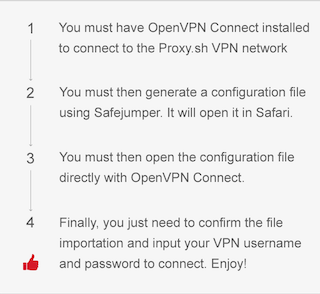 1 You must have OpenVPN Connect installed
to connect to the Proxy.sh VPN network
2 You must then generate a configuration file
using Safejumper. It will open it in Safari.
3 You must then open the configuration file
directly with OpenVPN Connect.
4 Finally, you just need to confirm the file
importation and input your VPN username
and password to connect. Enjoy!